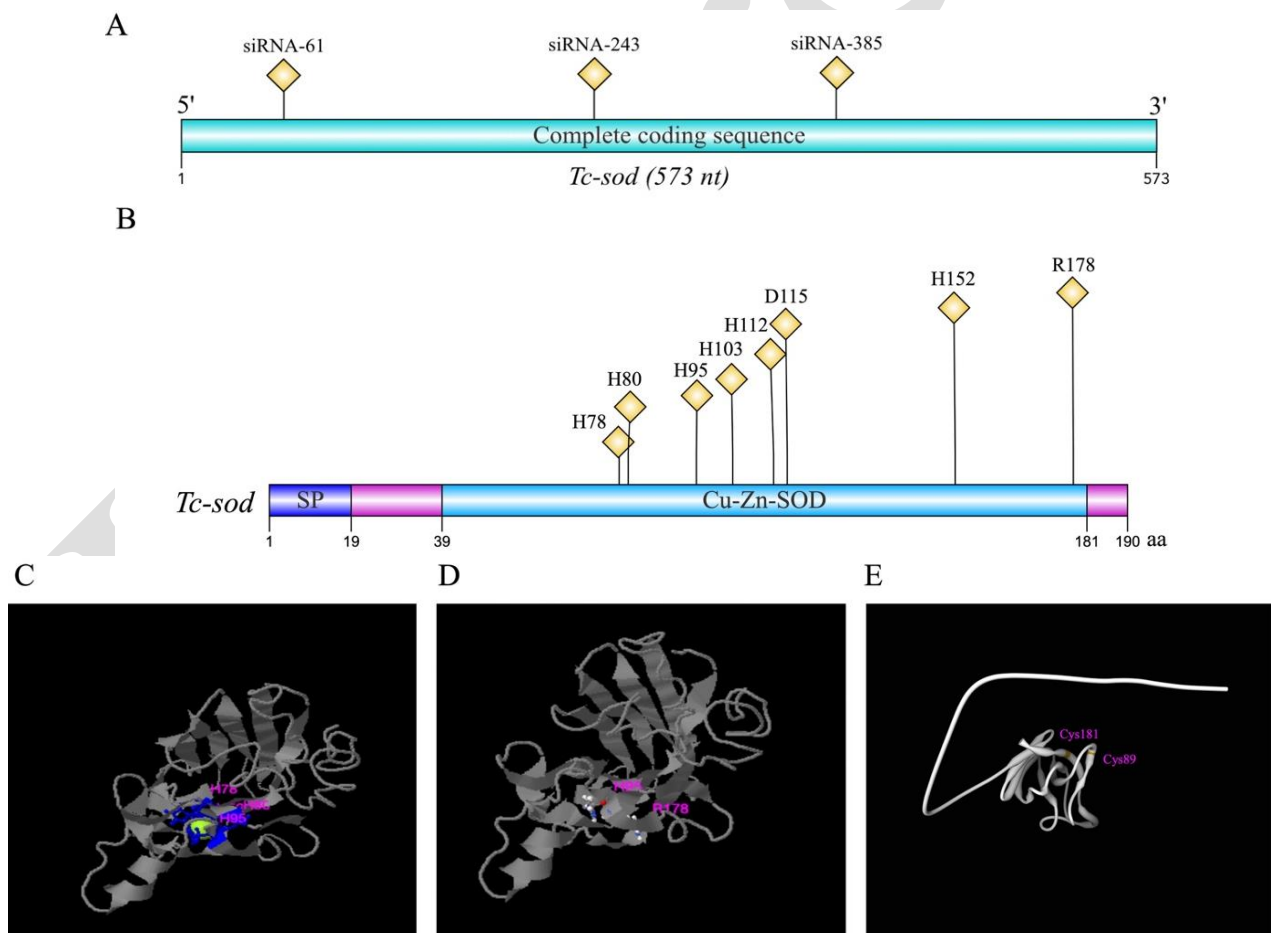 A
siRNA-61 siRNA-243 siRNA-385
5' 3'
Complete coding sequence
1 Tc-sod (573 nt) 573
B
R178
H152
D115
H112
H103
H95
H80
H78
Tc-sod SP Cu-Zn-SOD
1 19 39 181 190 aa
C D E
H78
H95
R178
Cys181
Cys89